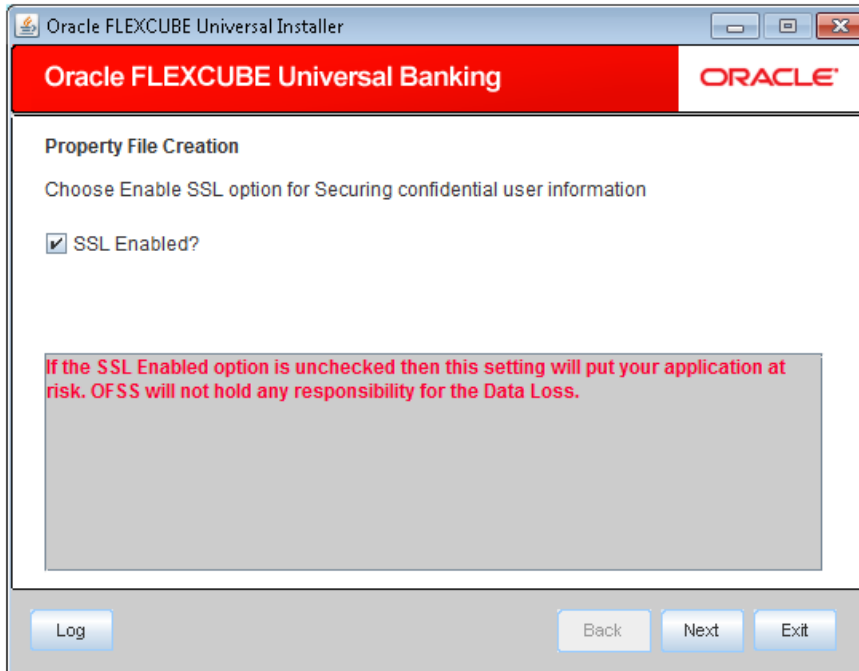 Oracle FLEXCUBE Universal Installer
Oracle FLEXCUBE Universal Banking
ORACLE
Property File Creation
Choose Enable SSL option for Securing confidential user information
SSL Enabled?
If the SSL Enabled option is unchecked then this setting will put your application at
risk. OFSS will not hold any responsibility for the Data Loss.
Log
Back
Next
Exit